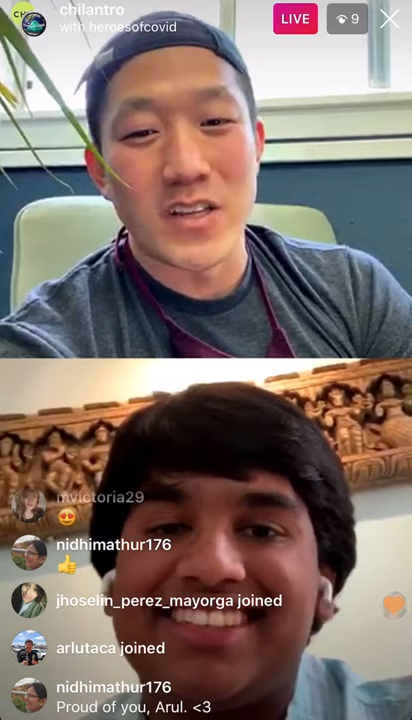 chilantro
with heroesofcovid
LIVE
9
mvictoria29
nidhimathur176
jhoselin_perez_mayorga joined
arlutaca joined
nidhimathur176
Proud of you, Arul. <3